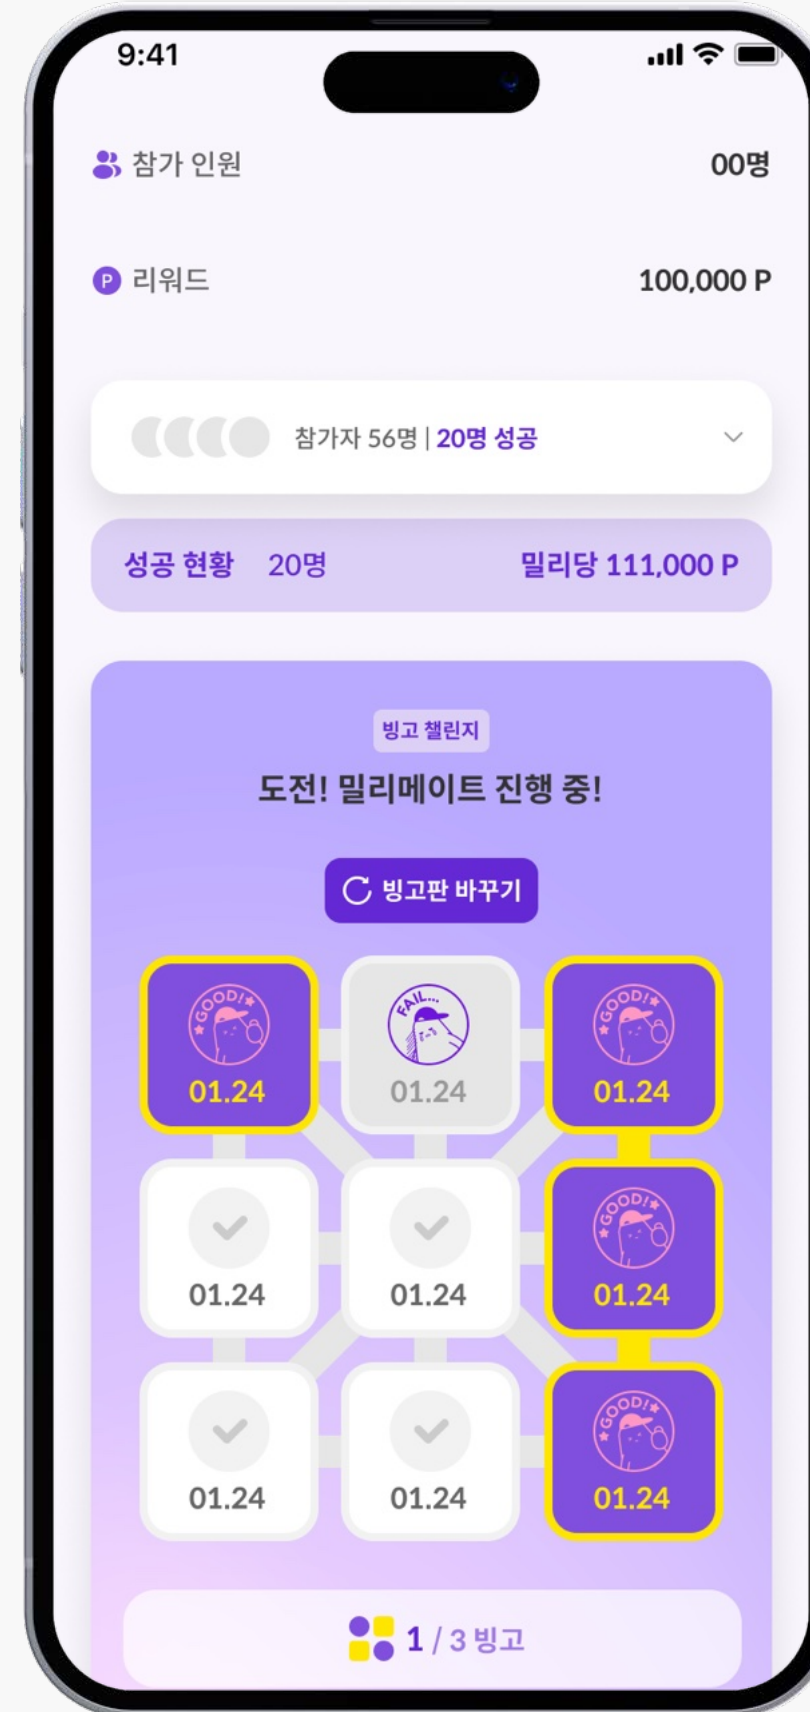 9:41
참가 인원 00명
P 리워드 100,000 P
참가자 56명 | 20명 성공
성공 현황 20명 밀리당 111,000 P
빙고 챌린지
도전! 밀리메이트 진행 중!
빙고판 바꾸기
GOOD! FAIL... GOOD!
01.24 01.24 01.24
GOOD!
01.24 01.24 01.24
GOOD!
01.24 01.24 01.24
1 / 3 빙고